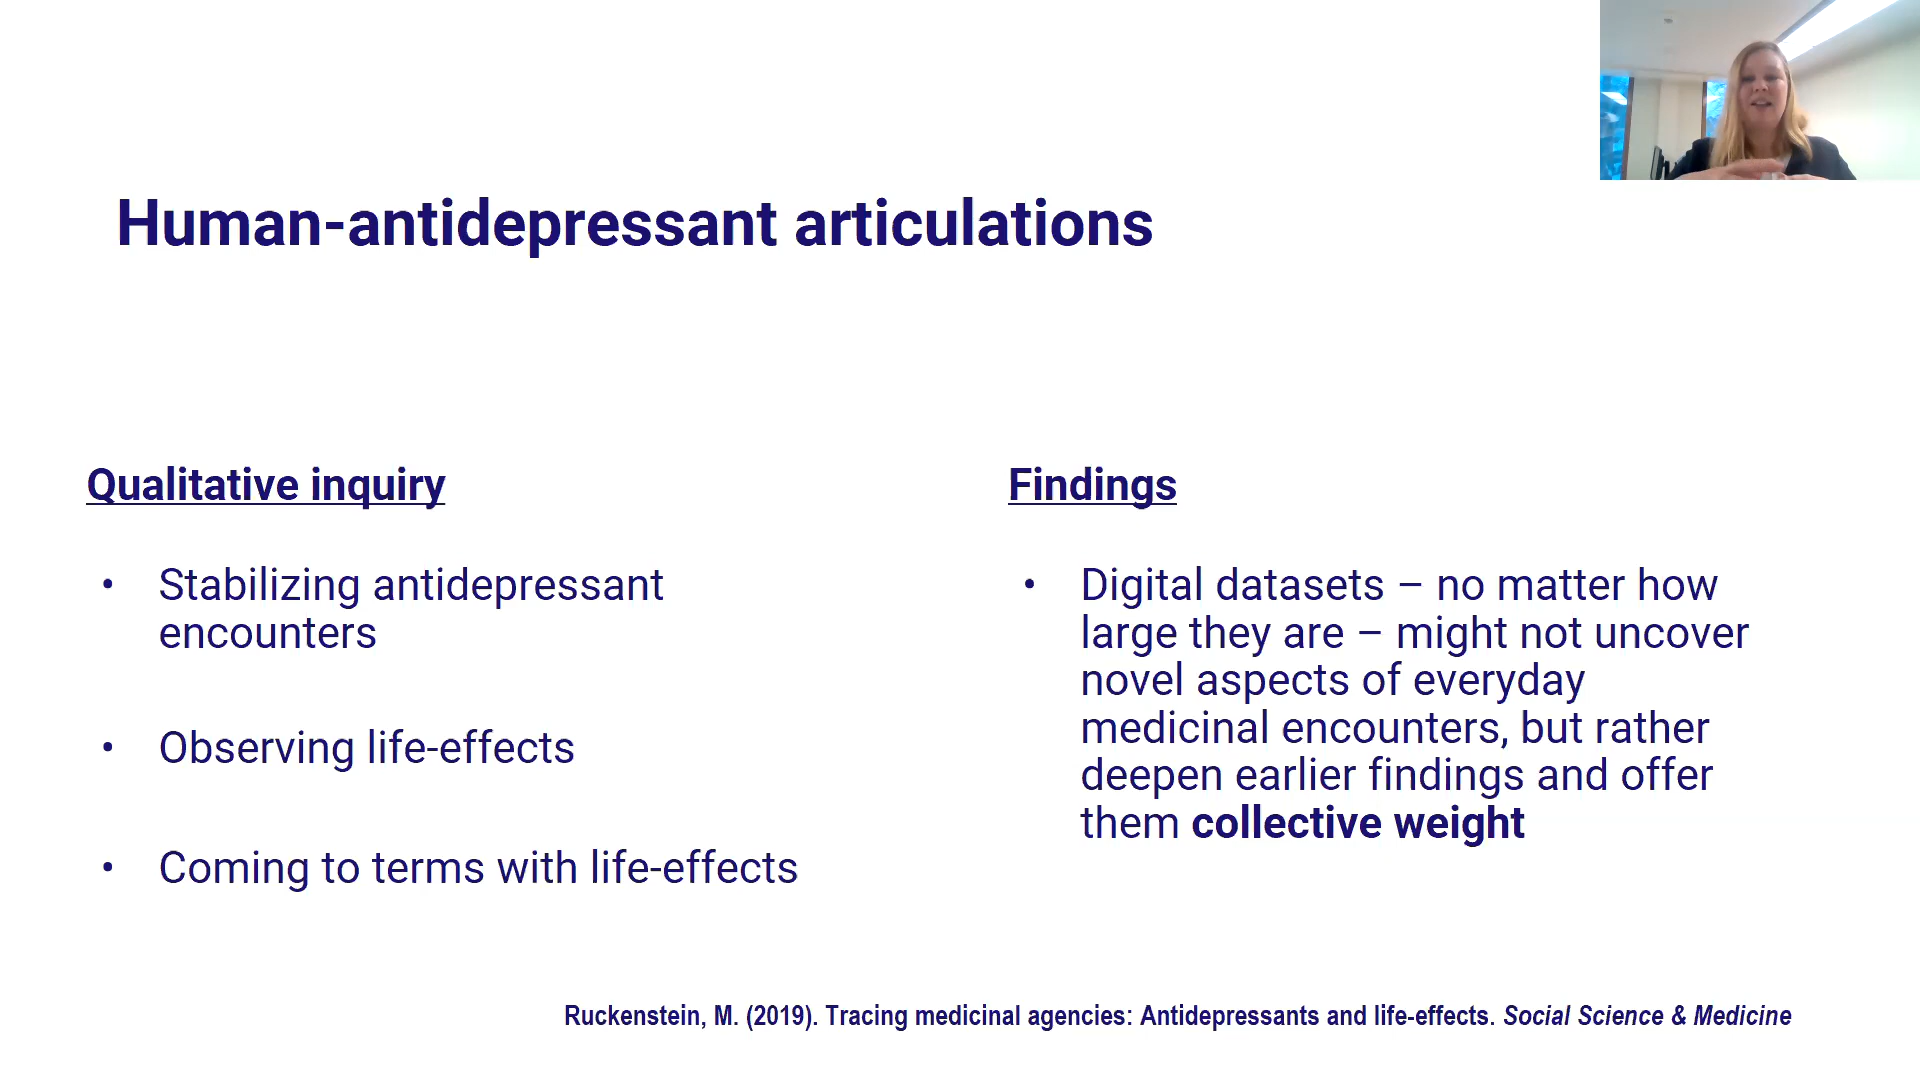 Human-antidepressant articulations
Qualitative inquiry
• Stabilizing antidepressant
encounters
• Observing life-effects
• Coming to terms with life-effects
Findings
• Digital datasets – no matter how
large they are – might not uncover
novel aspects of everyday
medicinal encounters, but rather
deepen earlier findings and offer
them collective weight
Ruckenstein, M. (2019). Tracing medicinal agencies: Antidepressants and life-effects. Social Science & Medicine